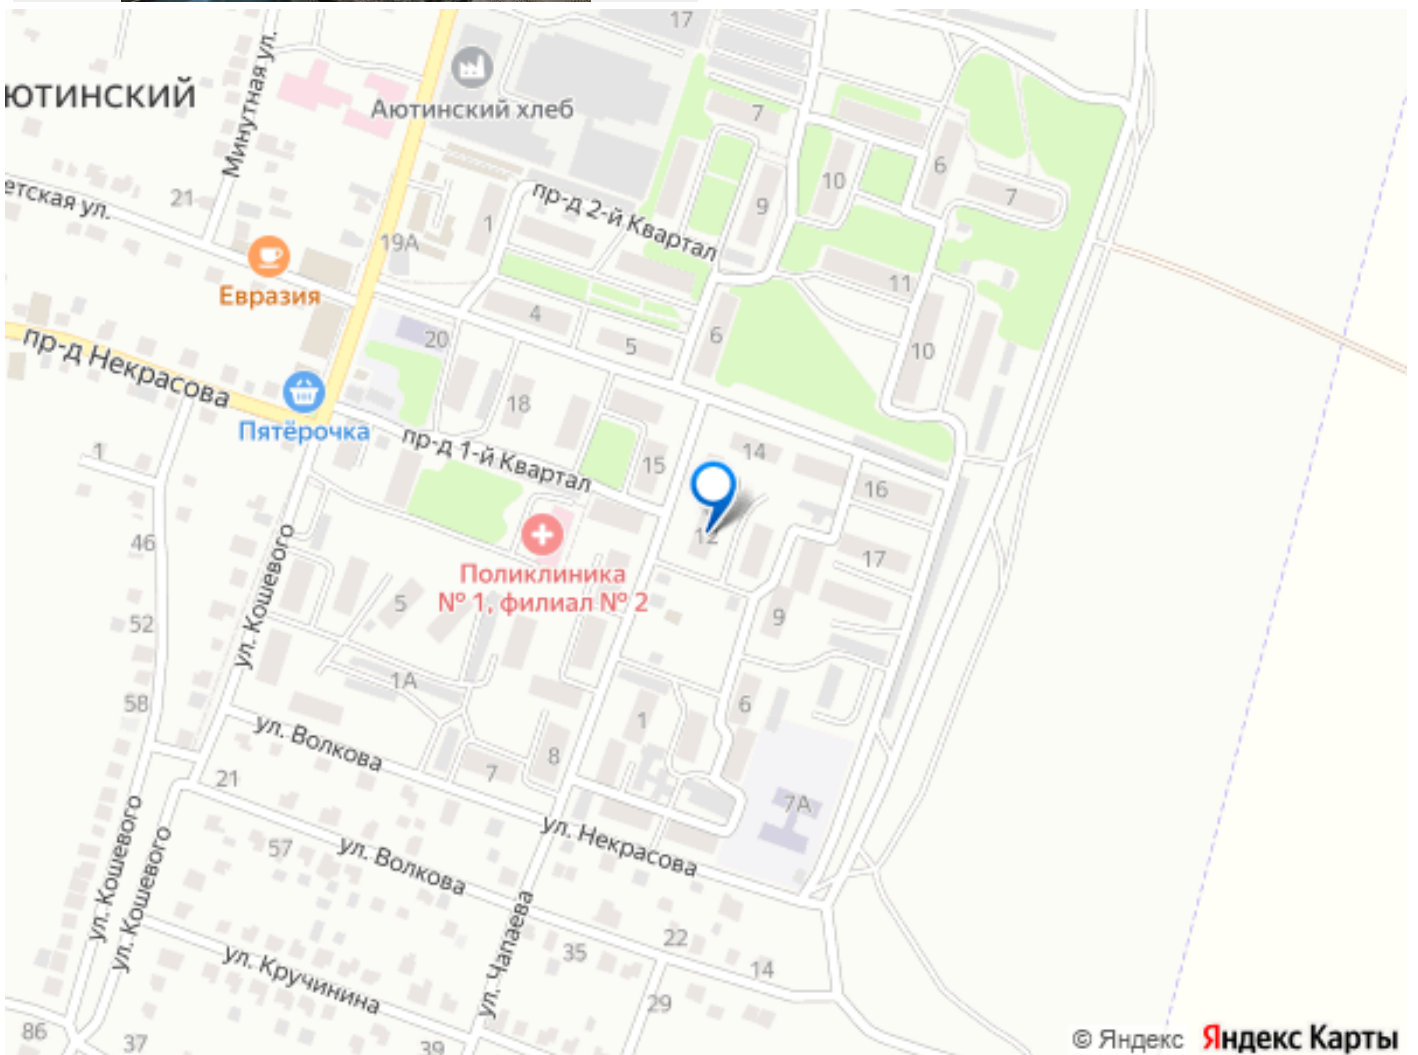 17
ютинский
Минутная ул.
Аютинский хлеб
7
6
10
7
21
етская ул.
пр-д 2-й Квартал
1
9
19А
Евразия
11
4
20
5
6
10
пр-д Некрасова
18
Пятёрочка
пр-д 1-й Квартал
1
14
15
16
12
46
17
Поликлиника
№ 1, филиал № 2
ул. Кошевого
5
52
9
1А
58
6
1
ул. Волкова
8
7
21
7А
ул. Некрасова
ул. Кошевого
ул. Кошевого
57
ул. Волкова
ул. Чапаева
22
35
14
ул. Кручинина
29
86
37
39
© Яндекс Яндекс Карты